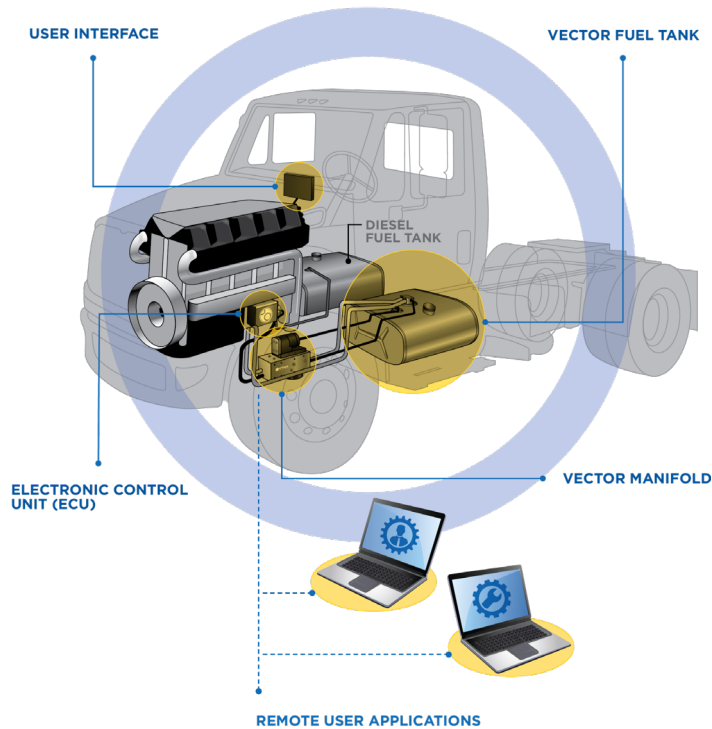 USER INTERFACE
VECTOR FUEL TANK
DIESEL
FUEL TANK
ELECTRONIC CONTROL
UNIT (ECU)
VECTOR MANIFOLD
REMOTE USER APPLICATIONS